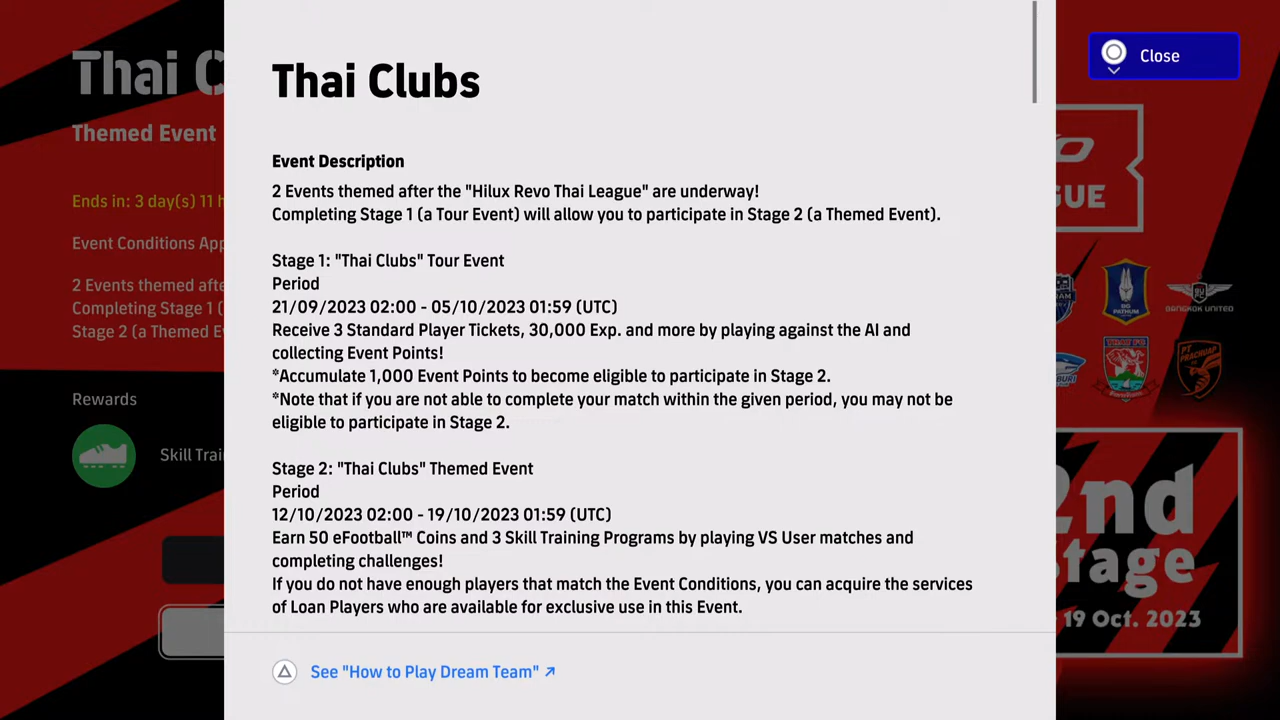 Thai Clubs
Event Description
2 Events themed after the "Hilux Revo Thai League" are underway!
Completing Stage 1 (a Tour Event) will allow you to participate in Stage 2 (a Themed Event).
Stage 1: "Thai Clubs" Tour Event
Period
21/09/2023 02:00 - 05/10/2023 01:59 (UTC)
Receive 3 Standard Player Tickets, 30,000 Exp. and more by playing against the AI and
collecting Event Points!
*Accumulate 1,000 Event Points to become eligible to participate in Stage 2.
*Note that if you are not able to complete your match within the given period, you may not be
eligible to participate in Stage 2.
Stage 2: "Thai Clubs" Themed Event
Period
12/10/2023 02:00 - 19/10/2023 01:59 (UTC)
Earn 50 eFootball™ Coins and 3 Skill Training Programs by playing VS User matches and
completing challenges!
If you do not have enough players that match the Event Conditions, you can acquire the services
of Loan Players who are available for exclusive use in this Event.
See "How to Play Dream Team"
Close
Thai C
Themed Event
Ends in: 3 day(s) 11 h
Event Conditions App
2 Events themed afte
Completing Stage 1 (
Stage 2 (a Themed E
Rewards
Skill Trai
GUE
BG PATHUM
BANGKOK UNITED
PT
PRACHUAP
2nd
Stage
19 Oct. 2023